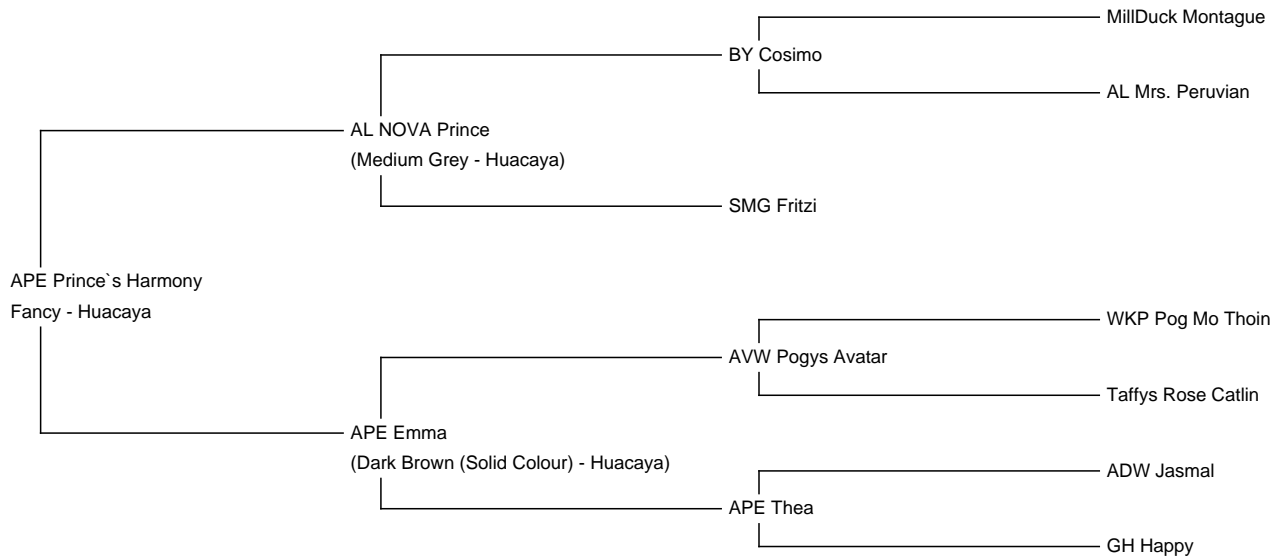 MillDuck Montague
BY Cosimo
AL Mrs. Peruvian
AL NOVA Prince
(Medium Grey - Huacaya)
SMG Fritzi
APE Prince`s Harmony
Fancy - Huacaya
WKP Pog Mo Thoin
AVW Pogys Avatar
Taffys Rose Catlin
APE Emma
(Dark Brown (Solid Colour) - Huacaya)
ADW Jasmal
APE Thea
GH Happy